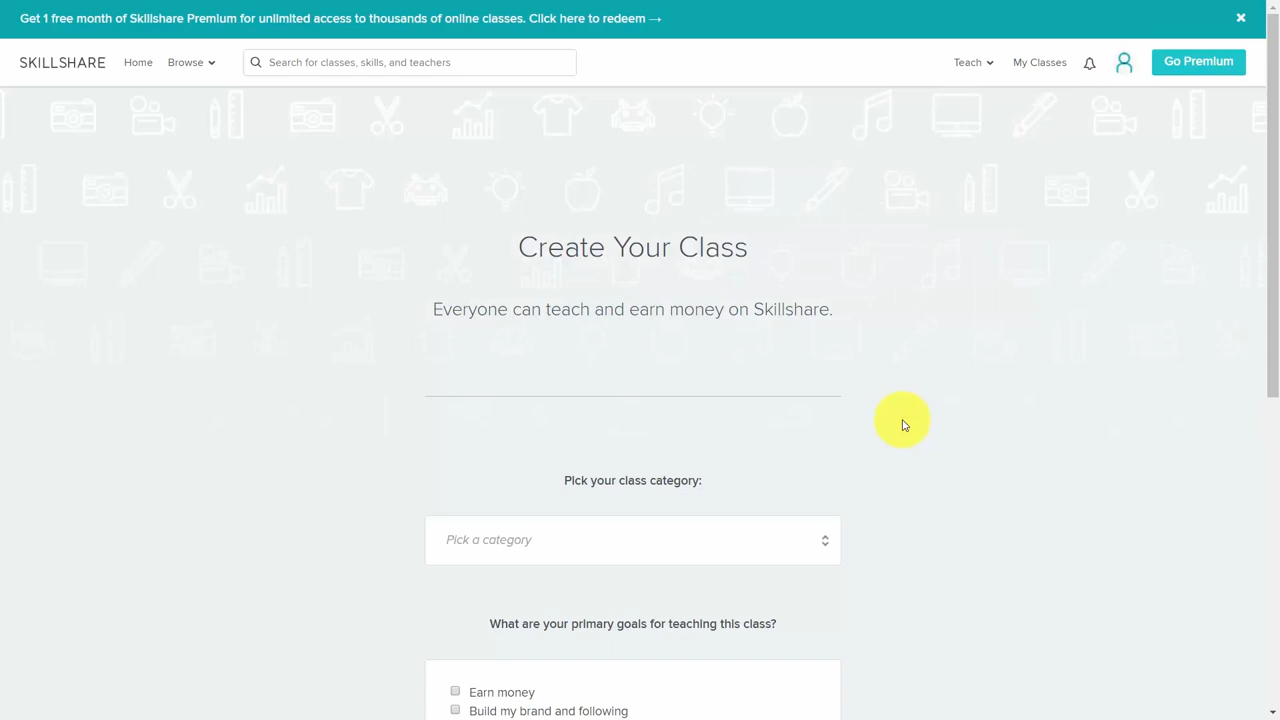 Get 1 free month of Skillshare Premium for unlimited access to thousands of online classes. Click here to redeem →
SKILLSHARE Home Browse Search for classes, skills, and teachers Teach My Classes Go Premium
Create Your Class
Everyone can teach and earn money on Skillshare.
Pick your class category:
Pick a category
What are your primary goals for teaching this class?
Earn money
Build my brand and following